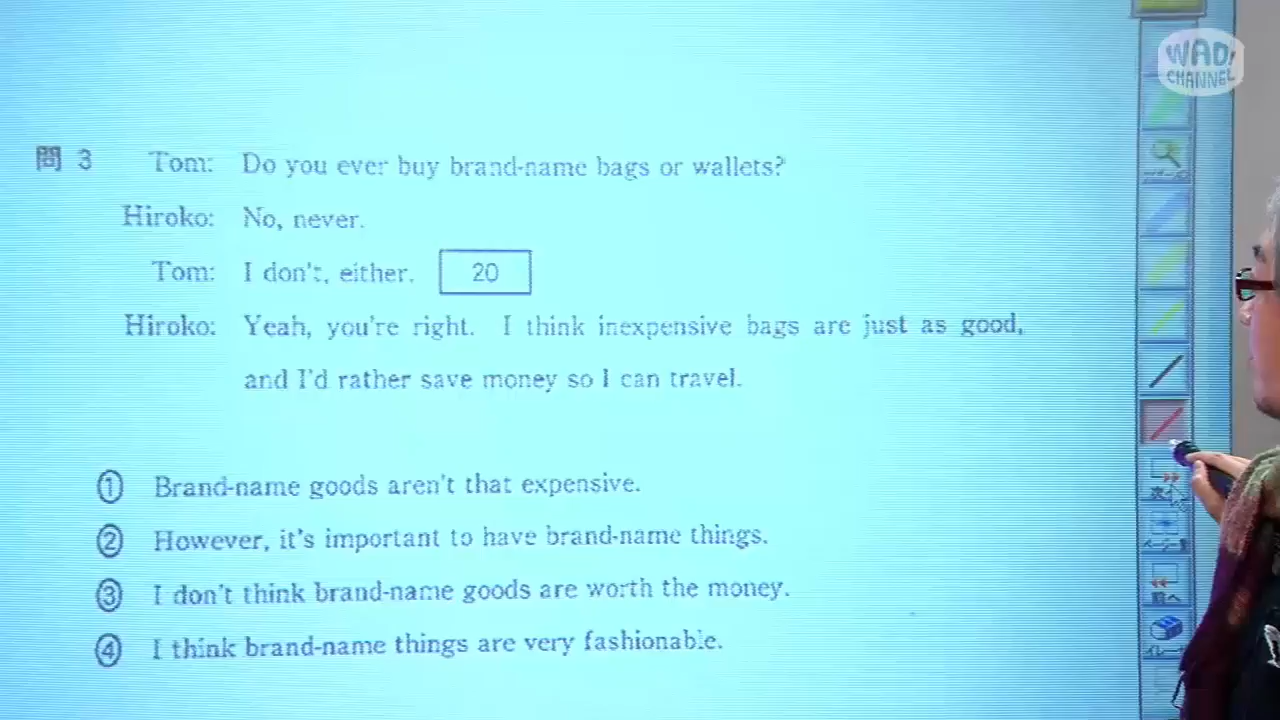 WAD!
CHANNEL
問 3 Tom: Do you ever buy brand-name bags or wallets?
Hiroko: No, never.
Tom: I don't, either. 20
Hiroko: Yeah, you're right. I think inexpensive bags are just as good,
and I'd rather save money so I can travel.
① Brand-name goods aren't that expensive.
② However, it's important to have brand-name things.
③ I don't think brand-name goods are worth the money.
④ I think brand-name things are very fashionable.
前へ